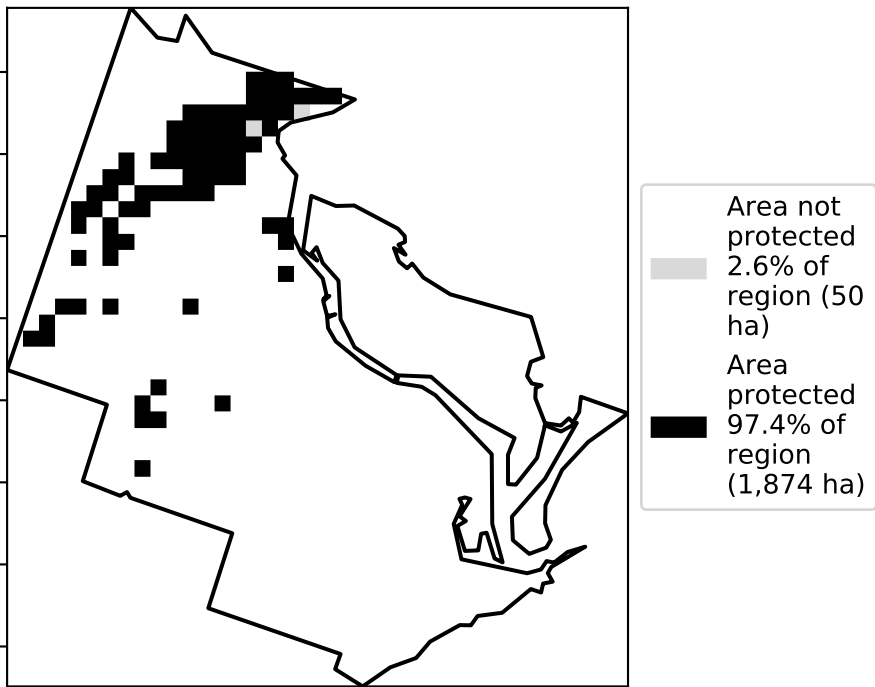 Area not
protected
2.6% of
region (50
ha)
Area
protected
97.4% of
region
(1,874 ha)